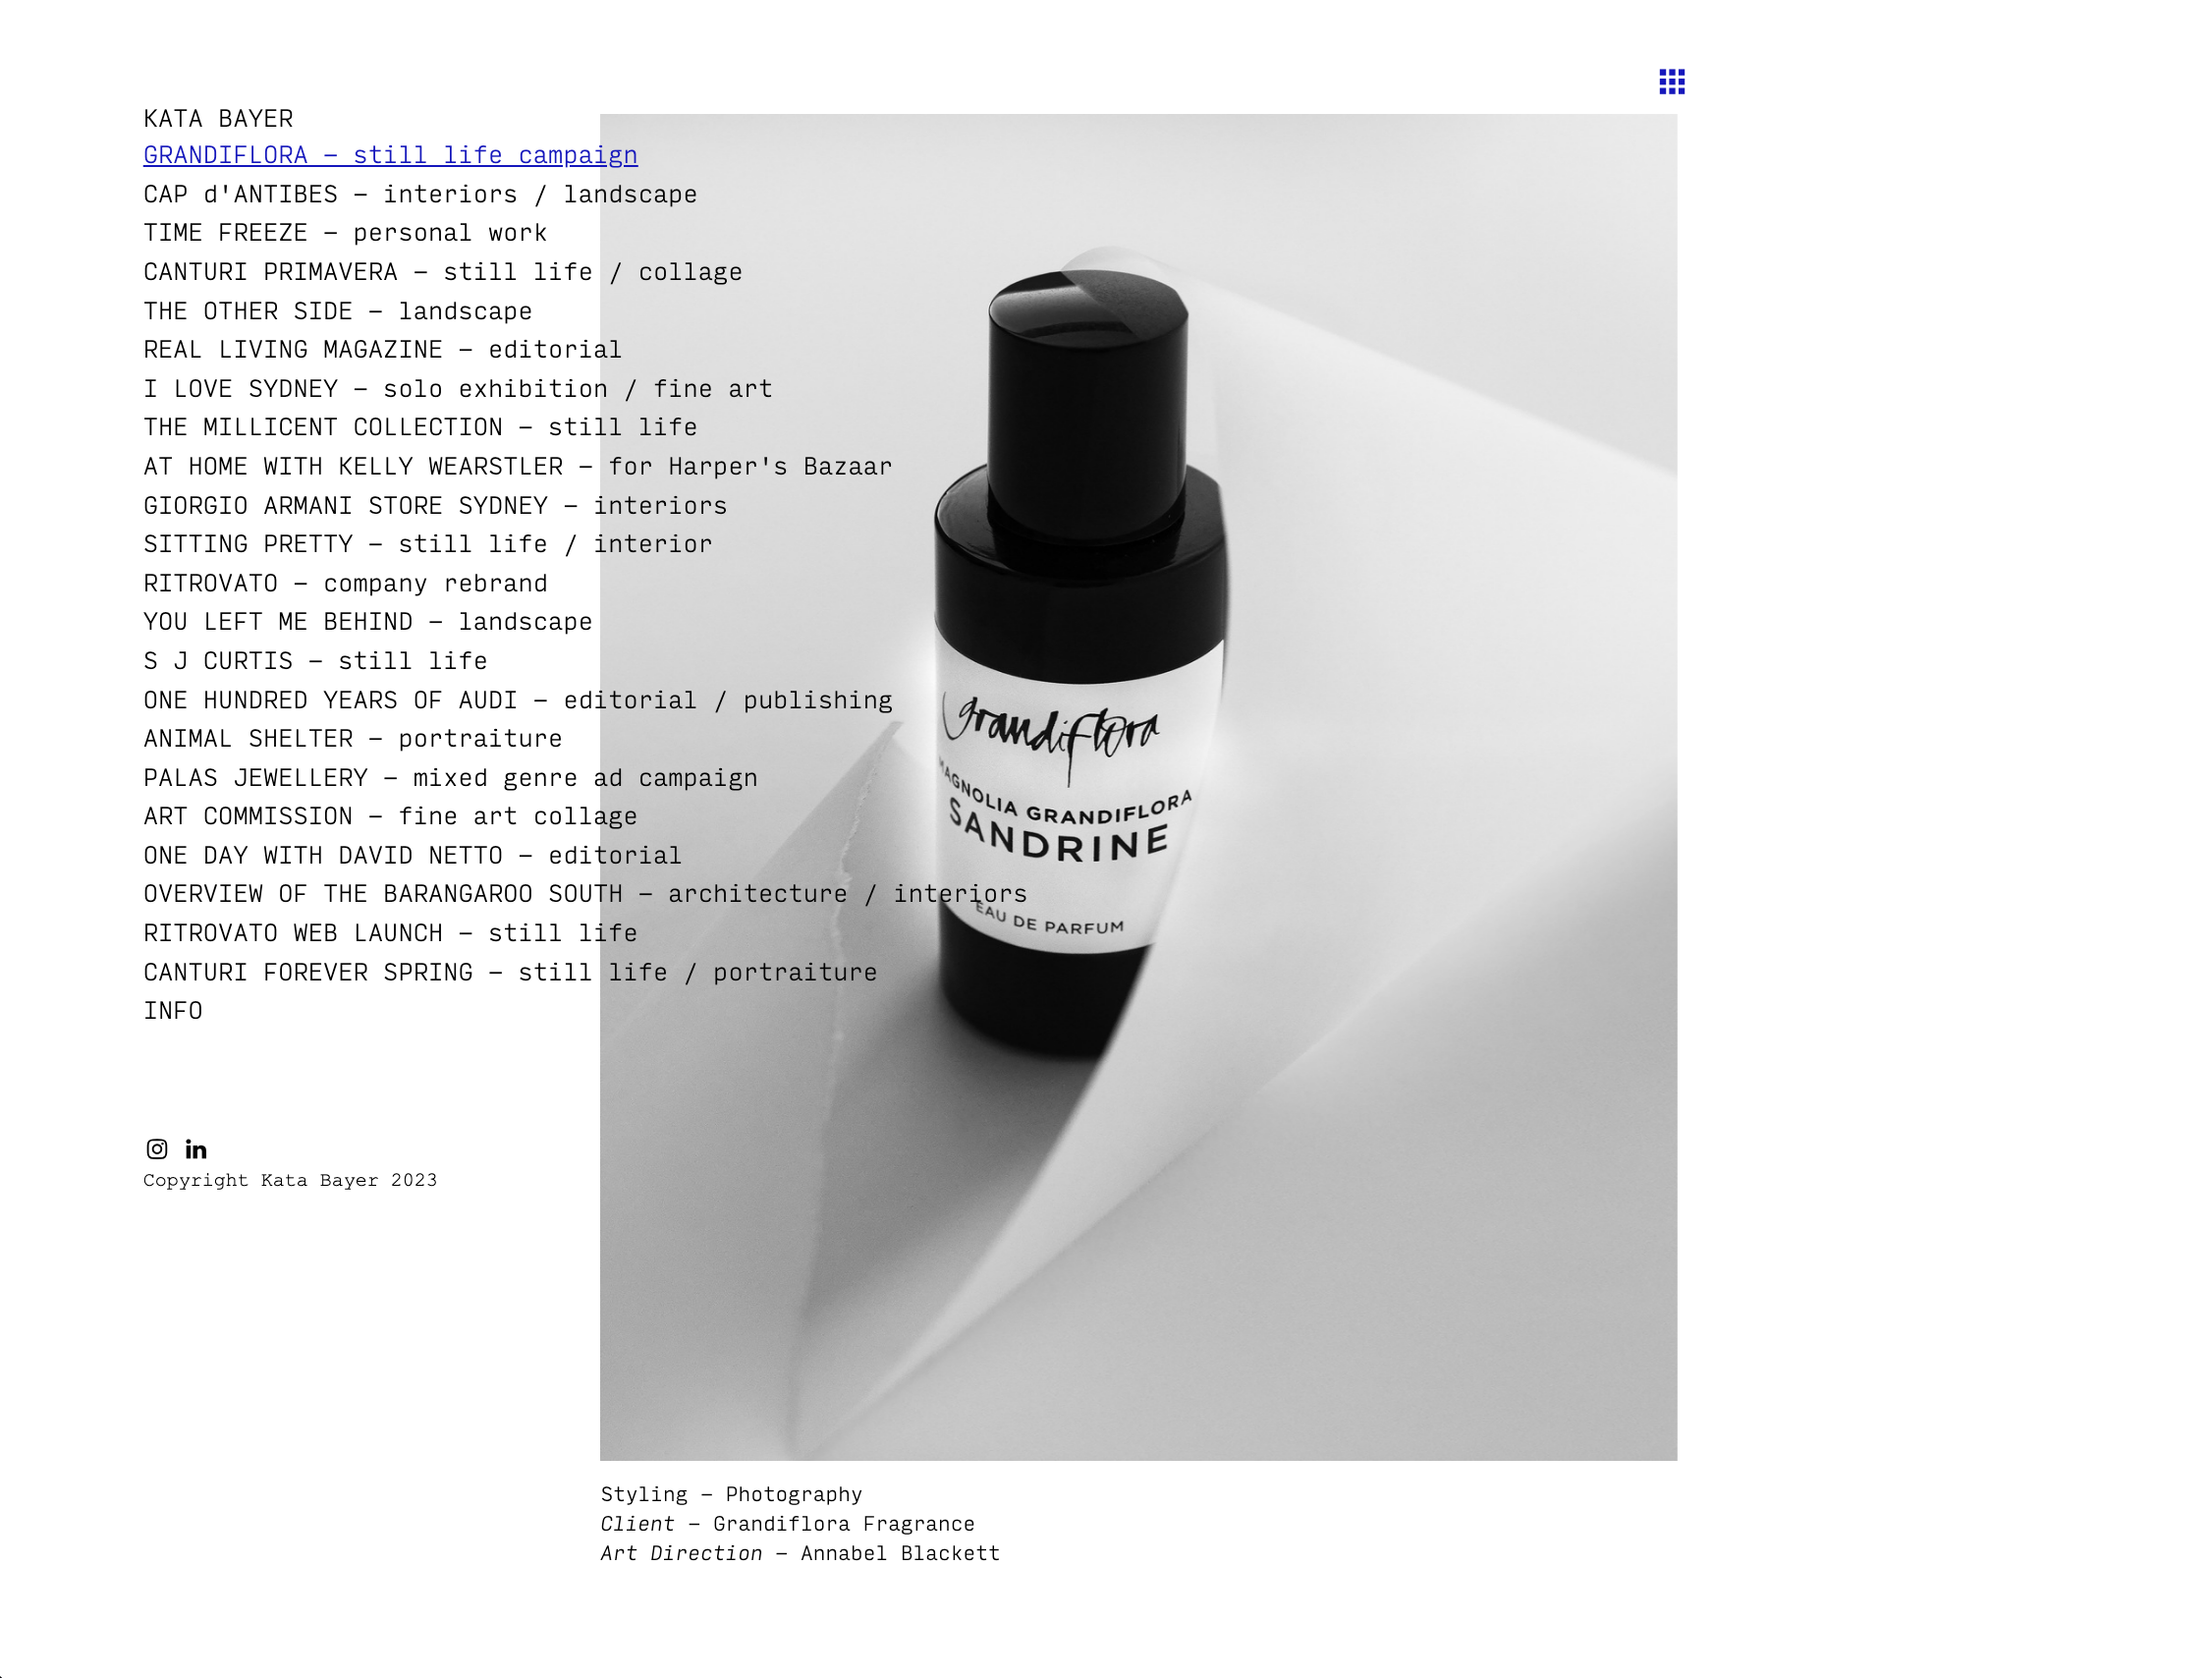 KATA BAYER
GRANDIFLORA – still life campaign
CAP d'ANTIBES – interiors / landscape
TIME FREEZE – personal work
CANTURI PRIMAVERA – still life / collage
THE OTHER SIDE – landscape
REAL LIVING MAGAZINE – editorial
I LOVE SYDNEY – solo exhibition / fine art
THE MILLICENT COLLECTION – still life
AT HOME WITH KELLY WEARSTLER – for Harper's Bazaar
GIORGIO ARMANI STORE SYDNEY – interiors
SITTING PRETTY – still life / interior
RITROVATO – company rebrand
YOU LEFT ME BEHIND – landscape
S J CURTIS – still life
ONE HUNDRED YEARS OF AUDI – editorial / publishing
ANIMAL SHELTER – portraiture
PALAS JEWELLERY – mixed genre ad campaign
ART COMMISSION – fine art collage
ONE DAY WITH DAVID NETTO – editorial
OVERVIEW OF THE BARANGAROO SOUTH – architecture / interiors
RITROVATO WEB LAUNCH – still life
CANTURI FOREVER SPRING – still life / portraiture
INFO
in
Copyright Kata Bayer 2023
grandiflora
MAGNOLIA GRANDIFLORA
SANDRINE
EAU DE PARFUM
Styling – Photography
Client – Grandiflora Fragrance
Art Direction – Annabel Blackett